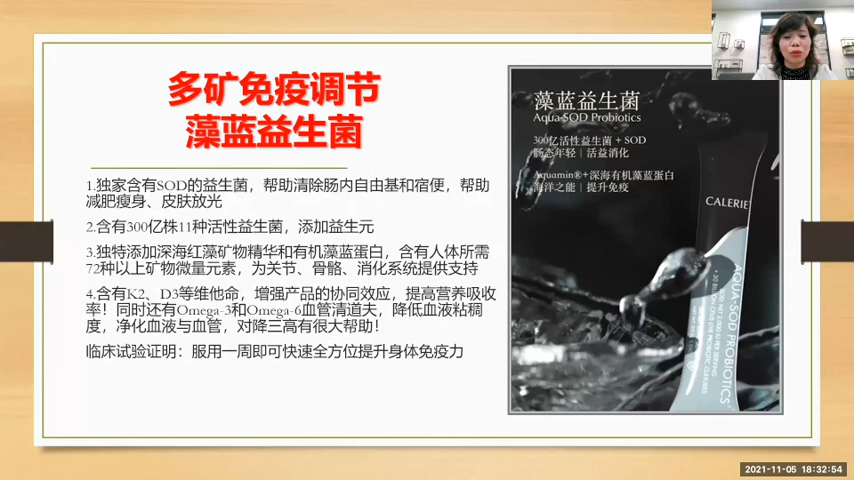 多矿免疫调节
藻蓝益生菌
1.独家含有SOD的益生菌，帮助清除肠内自由基和宿便，帮助
减肥瘦身、皮肤放光
2.含有300亿株11种活性益生菌，添加益生元
3.独特添加深海红藻矿物精华和有机藻蓝蛋白，含有人体所需
72种以上矿物微量元素，为关节、骨骼、消化系统提供支持
4.含有K2、D3等维他命，增强产品的协同效应，提高营养吸收
率！同时还有Omega-3和Omega-6血管清道夫，降低血液粘稠
度，净化血液与血管，对降三高有很大帮助！
临床试验证明：服用一周即可快速全方位提升身体免疫力
藻蓝益生菌
Aqua-SOD Probiotics
300亿活性益生菌 + SOD
肠态年轻 | 活益消化
Aquamin®+深海有机藻蓝蛋白
海洋之能 | 提升免疫
CALERIE
AQUA-SOD PROBIOTICS
2021-11-05 18:32:54